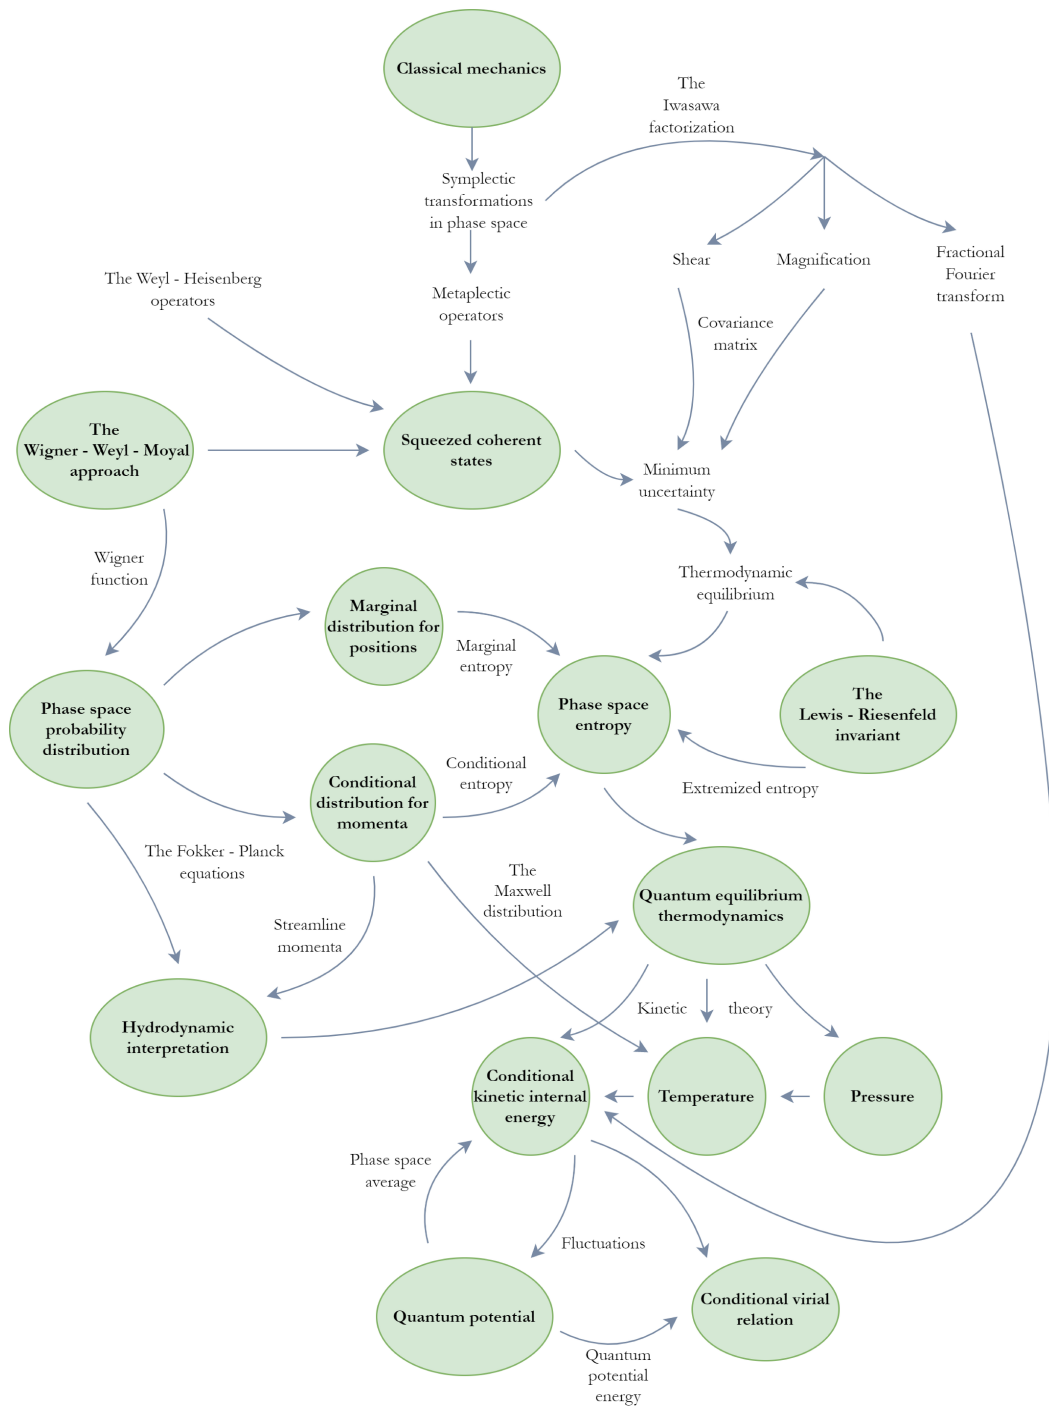 Classical mechanics
The
Iwasawa
factorization
Symplectic
transformations
in phase space
Shear
Magnification
Fractional
Fourier
transform
The Weyl - Heisenberg
operators
Metaplectic
operators
Covariance
matrix
The
Wigner - Weyl - Moyal
approach
Squeezed coherent
states
Minimum
uncertainty
Wigner
function
Thermodynamic
equilibrium
Marginal
distribution for
positions
Marginal
entropy
Phase space
probability
distribution
Phase space
entropy
The
Lewis - Riesenfeld
invariant
Conditional
distribution for
momenta
Conditional
entropy
Extremized entropy
The Fokker - Planck
equations
The
Maxwell
distribution
Quantum equilibrium
thermodynamics
Streamline
momenta
Hydrodynamic
interpretation
Kinetic theory
Conditional
kinetic internal
energy
Temperature
Pressure
Phase space
average
Fluctuations
Quantum potential
Conditional virial
relation
Quantum
potential
energy